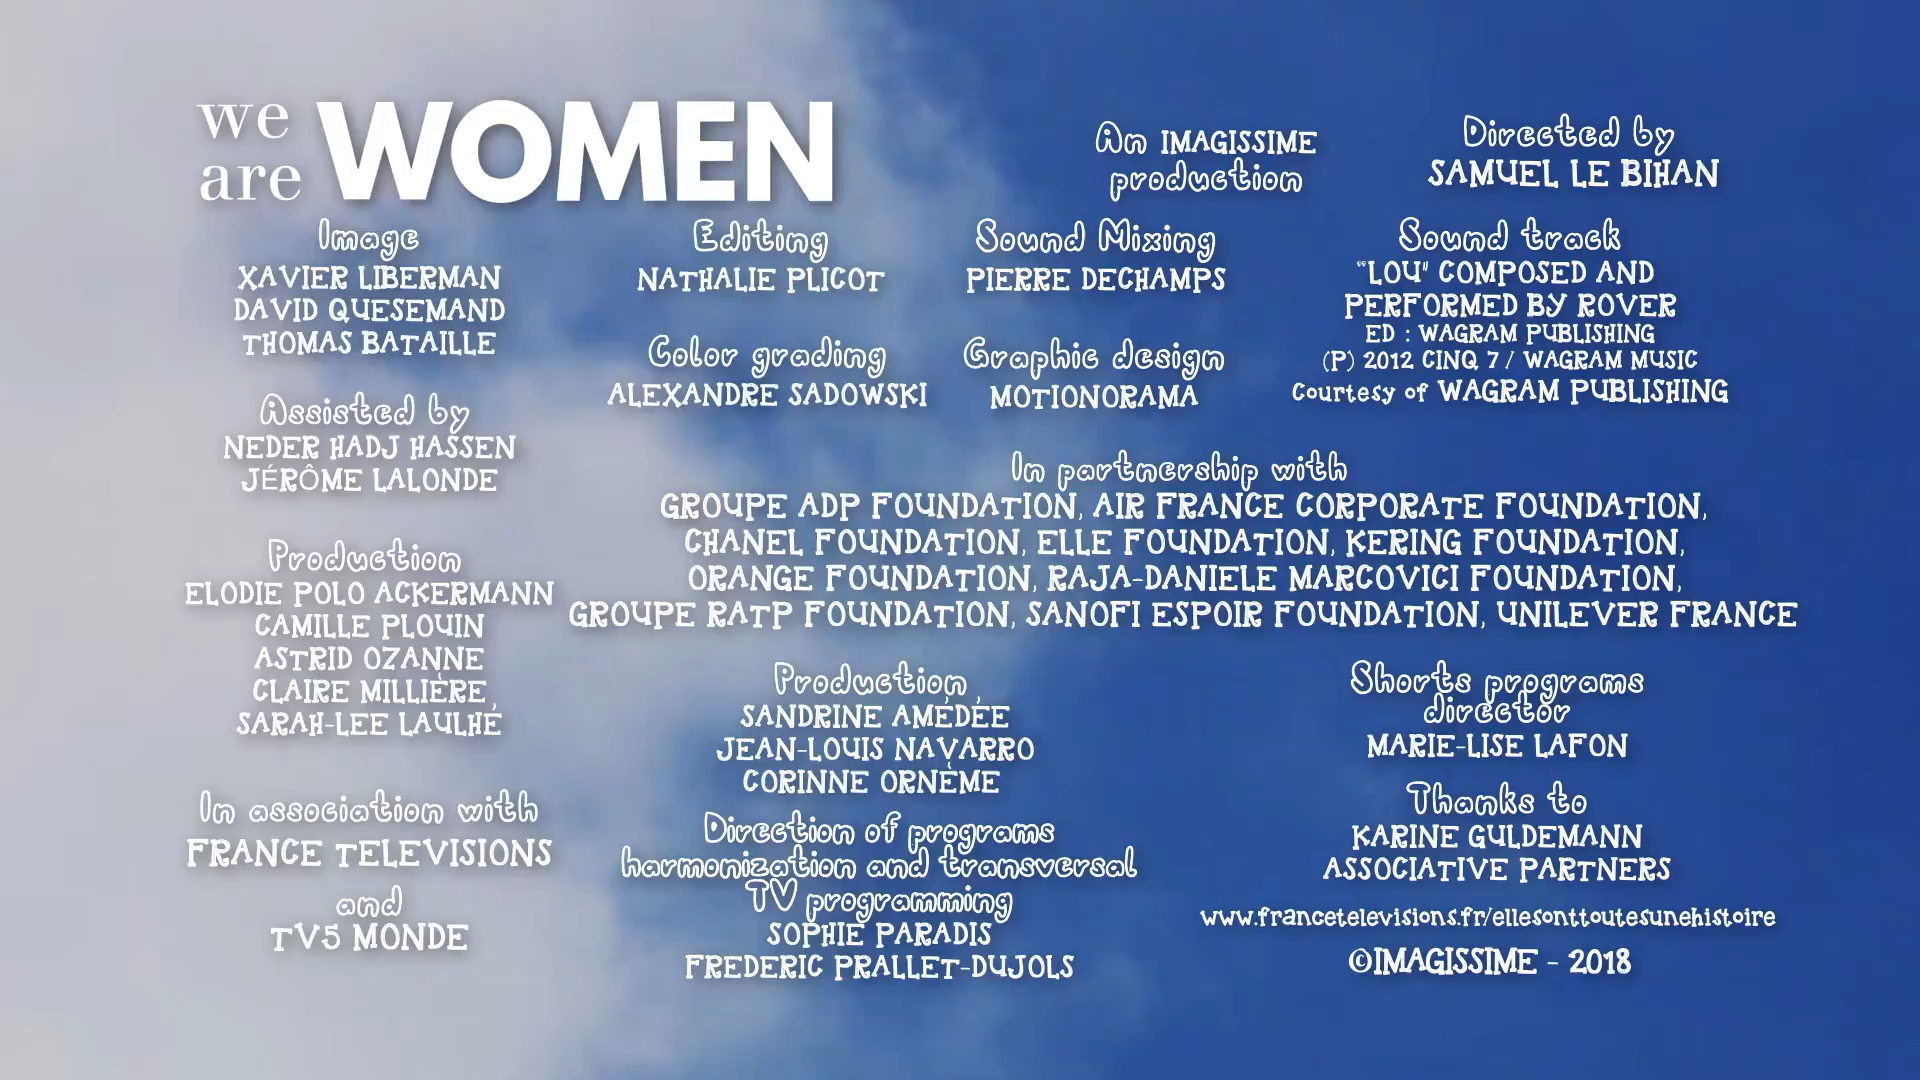 we
are WOMEN
An IMAGISSIME
production
Directed by
SAMUEL LE BIHAN
Image
XAVIER LIBERMAN
DAVID QUESEMAND
THOMAS BATAILLE
Assisted by
NEDER HADJ HASSEN
JÉRÔME LALONDE
Production
ELODIE POLO ACKERMANN
CAMILLE PLOUIN
ASTRID OZANNE
CLAIRE MILLIÈRE
SARAH-LEE LAULHÉ
In association with
FRANCE TELEVISIONS
and
TV5 MONDE
Editing
NATHALIE PLICOT
Color grading
ALEXANDRE SADOWSKI
Sound Mixing
PIERRE DECHAMPS
Graphic design
MOTIONORAMA
Sound track
"LOU" COMPOSED AND
PERFORMED BY ROVER
ED : WAGRAM PUBLISHING
(P) 2012 CINQ 7 / WAGRAM MUSIC
Courtesy of WAGRAM PUBLISHING
In partnership with
GROUPE ADP FOUNDATION, AIR FRANCE CORPORATE FOUNDATION,
CHANEL FOUNDATION, ELLE FOUNDATION, KERING FOUNDATION,
ORANGE FOUNDATION, RAJA-DANIELE MARCOVICI FOUNDATION,
GROUPE RATP FOUNDATION, SANOFI ESPOIR FOUNDATION, UNILEVER FRANCE
Production
SANDRINE AMÉDÉE
JEAN-LOUIS NAVARRO
CORINNE ORNÈME
Direction of programs
harmonization and transversal
TV programming
SOPHIE PARADIS
FREDERIC PRALLET-DUJOLS
Shorts programs
director
MARIE-LISE LAFON
Thanks to
KARINE GULDEMANN
ASSOCIATIVE PARTNERS
www.francetelevisions.fr/ellesonttoutesunehistoire
©IMAGISSIME - 2018